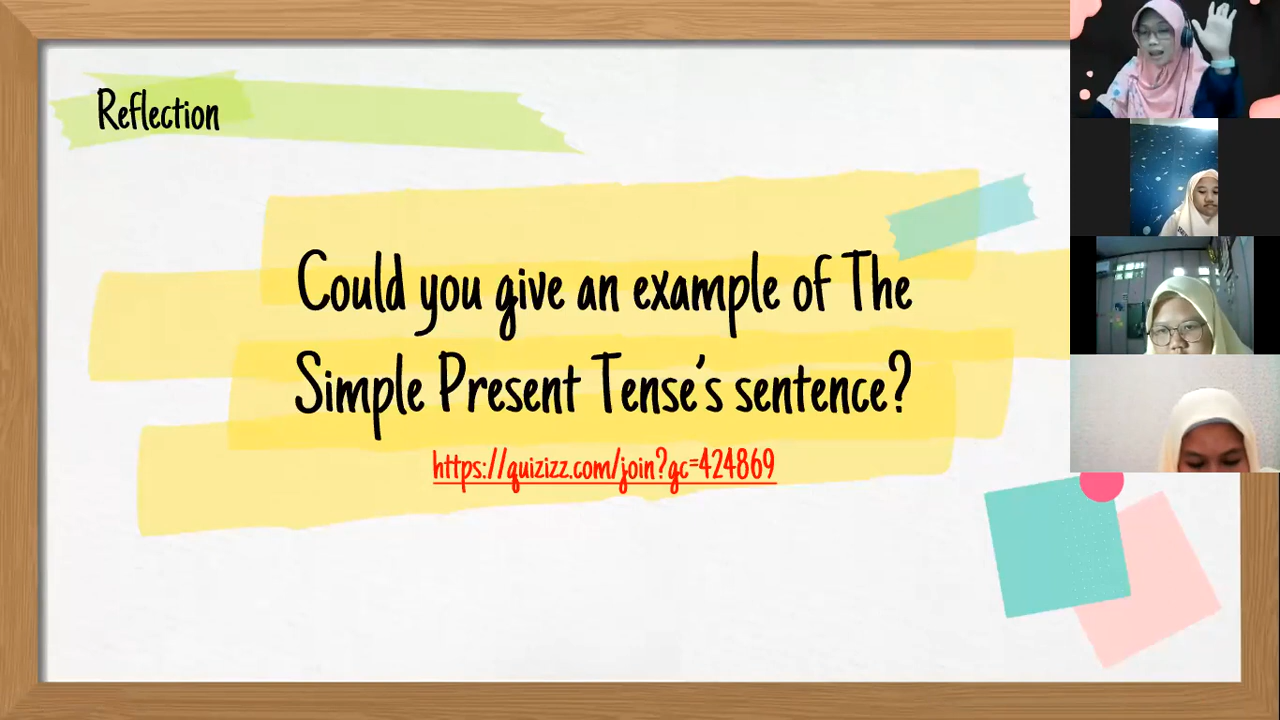 Reflection
Could you give an example of The
Simple Present Tense's sentence?
https://quizizz.com/join?gc=424869